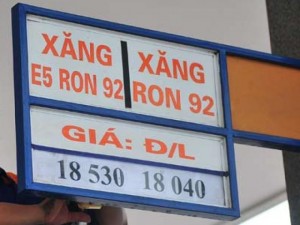 XĂNG XĂNG
E5 RON 92 RON 92
GIÁ: Đ/L
18 530 18 040